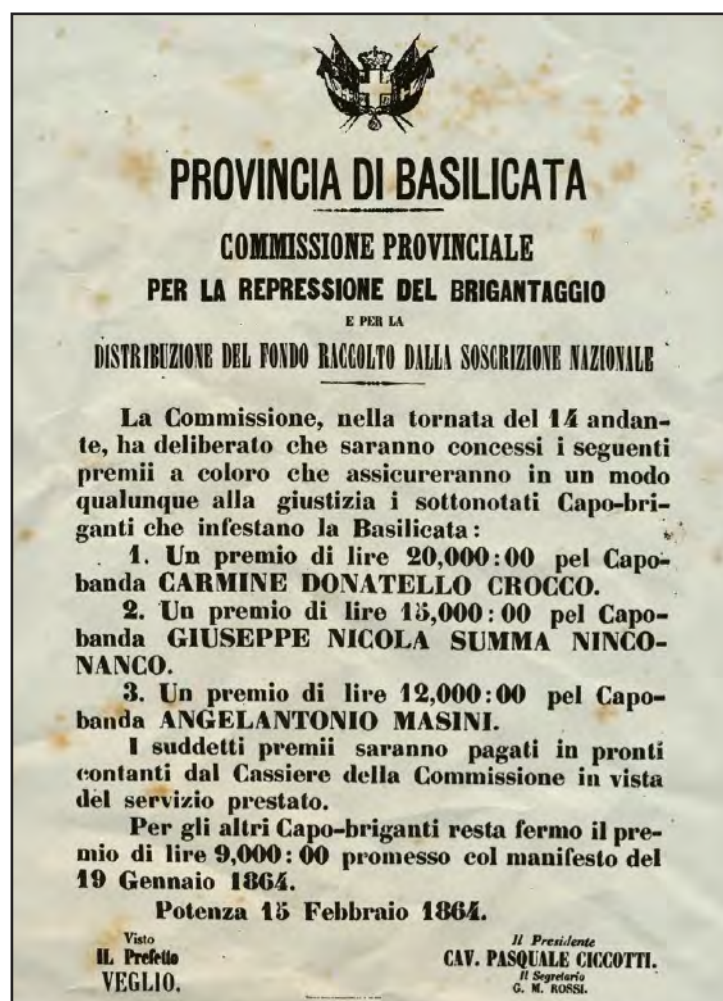 PROVINCIA DI BASILICATA
COMMISSIONE PROVINCIALE
PER LA REPRESSIONE DEL BRIGANTAGGIO
E PER LA
DISTRIBUZIONE DEL FONDO RACCOLTO DALLA SOSCRIZIONE NAZIONALE
La Commissione, nella tornata del 14 andan-
te, ha deliberato che saranno concessi i seguenti
premii a coloro che assicureranno in un modo
qualunque alla giustizia i sottonotati Capo-bri-
ganti che infestano la Basilicata:
1. Un premio di lire 20,000:00 pel Capo-
banda CARMINE DONATELLO CROCCO.
2. Un premio di lire 15,000:00 pel Capo-
banda GIUSEPPE NICOLA SUMMA NINCO-
NANCO.
3. Un premio di lire 12,000:00 pel Capo-
banda ANGELANTONIO MASINI.
I suddetti premii saranno pagati in pronti
contanti dal Cassiere della Commissione in vista
del servizio prestato.
Per gli altri Capo-briganti resta fermo il pre-
mio di lire 9,000:00 promesso col manifesto del
19 Gennaio 1864.
Potenza 15 Febbraio 1864.
Visto
IL Prefetto
VEGLIO.
Il Presidente
CAV. PASQUALE CICCOTTI.
Il Segretario
G. M. ROSSI.